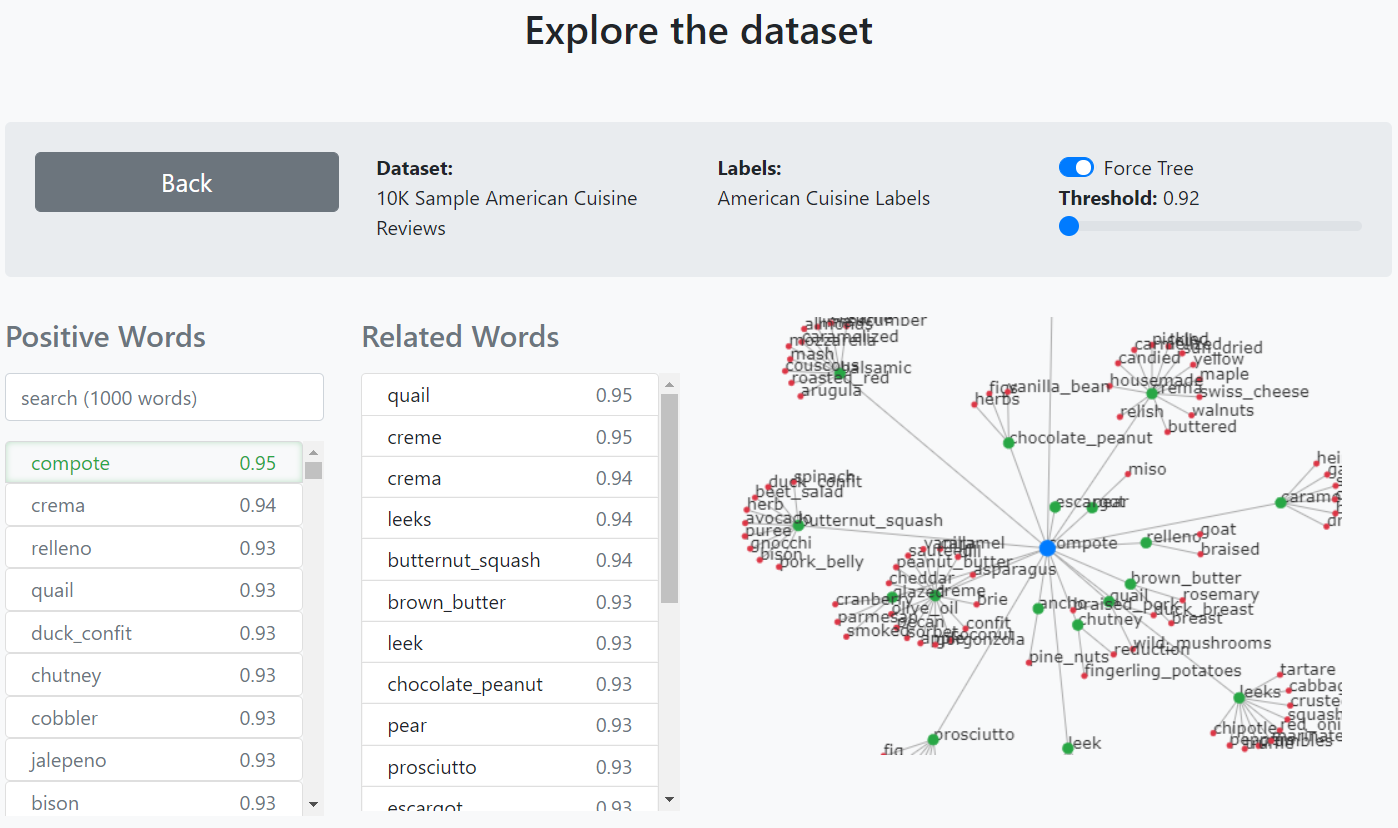 Explore the dataset
Back
Dataset:
10K Sample American Cuisine
Reviews
Labels:
American Cuisine Labels
Force Tree
Threshold: 0.92
Positive Words
search (1000 words)
compote 0.95
crema 0.94
relleno 0.93
quail 0.93
duck_confit 0.93
chutney 0.93
cobbler 0.93
jalepeno 0.93
bison 0.93
Related Words
quail 0.95
creme 0.95
crema 0.94
leeks 0.94
butternut_squash 0.94
brown_butter 0.93
leek 0.93
chocolate_peanut 0.93
pear 0.93
prosciutto 0.93
escargot 0.93
almonds
caramelized
mozzarella
mash
couscous
balsamic
roasted_red
arugula
pickled
sun_dried
candied
yellow
maple
housemade
crema
swiss_cheese
relish
walnuts
buttered
figs
vanilla_bean
herbs
chocolate_peanut
miso
escargot
pear
spinach
duck_confit
beet_salad
herb
avocado
butternut_squash
puree
gnocchi
bison
pork_belly
compote
relleno
goat
braised
caramel
peanut_butter
asparagus
cheddar
glazed
creme
cranberry
olive_oil
brie
parmesan
pecan
confit
smoked
sorbet
coconut
gorgonzola
brown_butter
quail
rosemary
ancho
braised_pork
duck_breast
chutney
breast
wild_mushrooms
reduction
pine_nuts
fingerling_potatoes
tartare
leeks
squash
chipotle
prosciutto
fig
leek